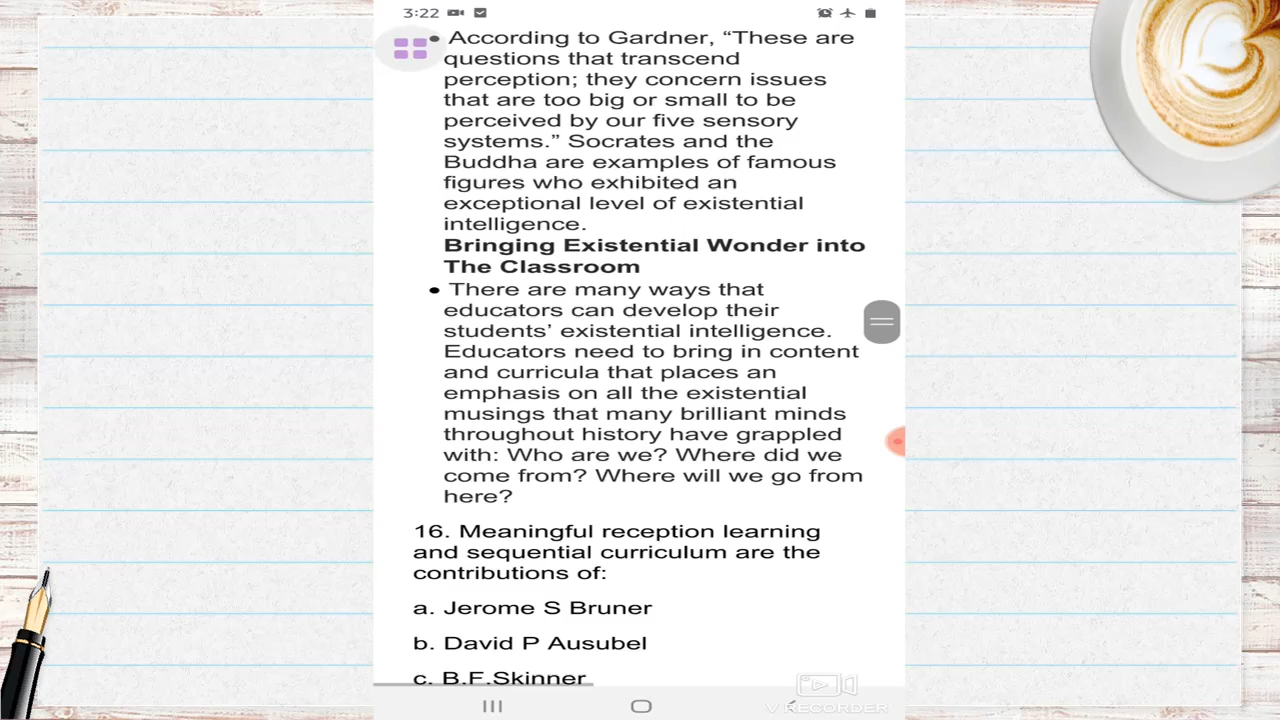 3:22
• According to Gardner, “These are
questions that transcend
perception; they concern issues
that are too big or small to be
perceived by our five sensory
systems.” Socrates and the
Buddha are examples of famous
figures who exhibited an
exceptional level of existential
intelligence.
Bringing Existential Wonder into
The Classroom
• There are many ways that
educators can develop their
students’ existential intelligence.
Educators need to bring in content
and curricula that places an
emphasis on all the existential
musings that many brilliant minds
throughout history have grappled
with: Who are we? Where did we
come from? Where will we go from
here?
16. Meaningful reception learning
and sequential curriculum are the
contributions of:
a. Jerome S Bruner
b. David P Ausubel
c. B.F.Skinner
V RECORDER